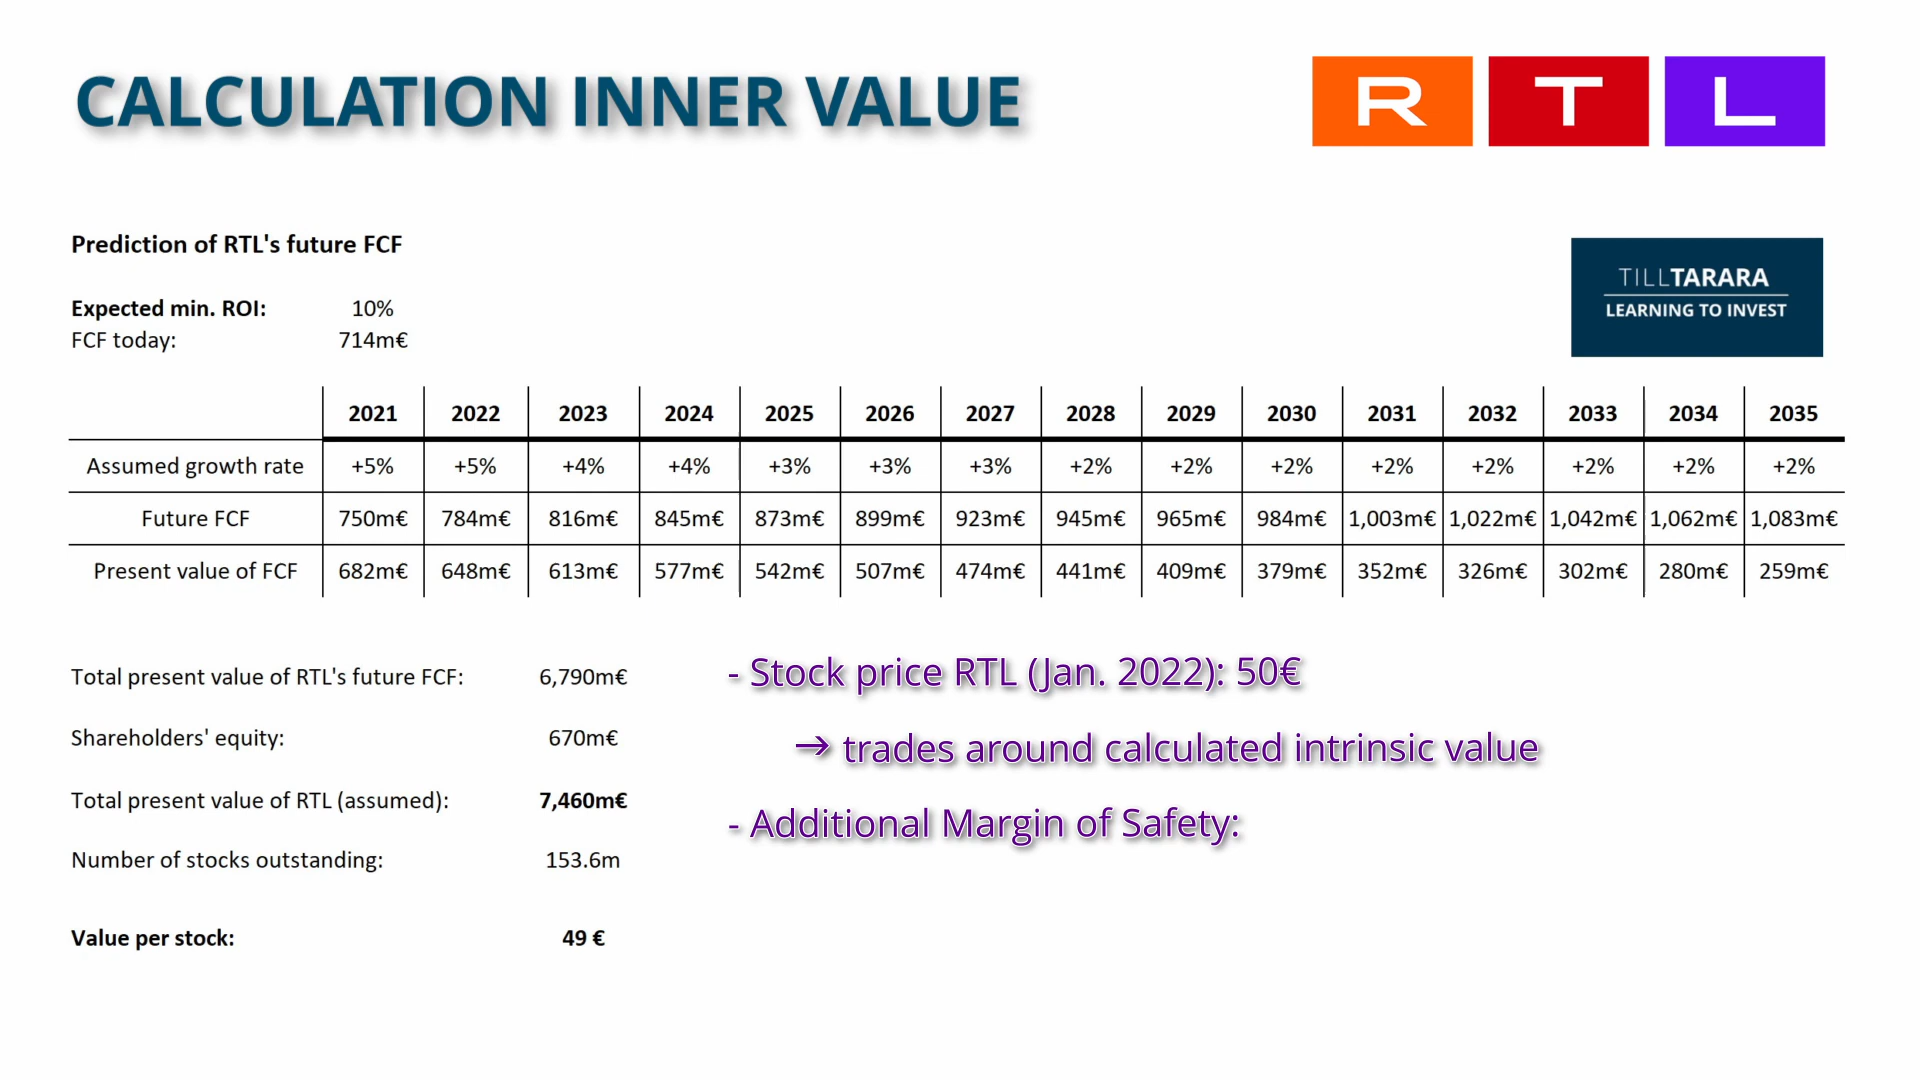 CALCULATION INNER VALUE
R T L
Prediction of RTL's future FCF
TILLTARARA
LEARNING TO INVEST
Expected min. ROI: 10%
FCF today: 714m€
2021 2022 2023 2024 2025 2026 2027 2028 2029 2030 2031 2032 2033 2034 2035
Assumed growth rate +5% +5% +4% +4% +3% +3% +3% +2% +2% +2% +2% +2% +2% +2% +2%
Future FCF 750m€ 784m€ 816m€ 845m€ 873m€ 899m€ 923m€ 945m€ 965m€ 984m€ 1,003m€ 1,022m€ 1,042m€ 1,062m€ 1,083m€
Present value of FCF 682m€ 648m€ 613m€ 577m€ 542m€ 507m€ 474m€ 441m€ 409m€ 379m€ 352m€ 326m€ 302m€ 280m€ 259m€
Total present value of RTL's future FCF: 6,790m€
Shareholders' equity: 670m€
Total present value of RTL (assumed): 7,460m€
Number of stocks outstanding: 153.6m
Value per stock: 49 €
- Stock price RTL (Jan. 2022): 50€
→ trades around calculated intrinsic value
- Additional Margin of Safety: